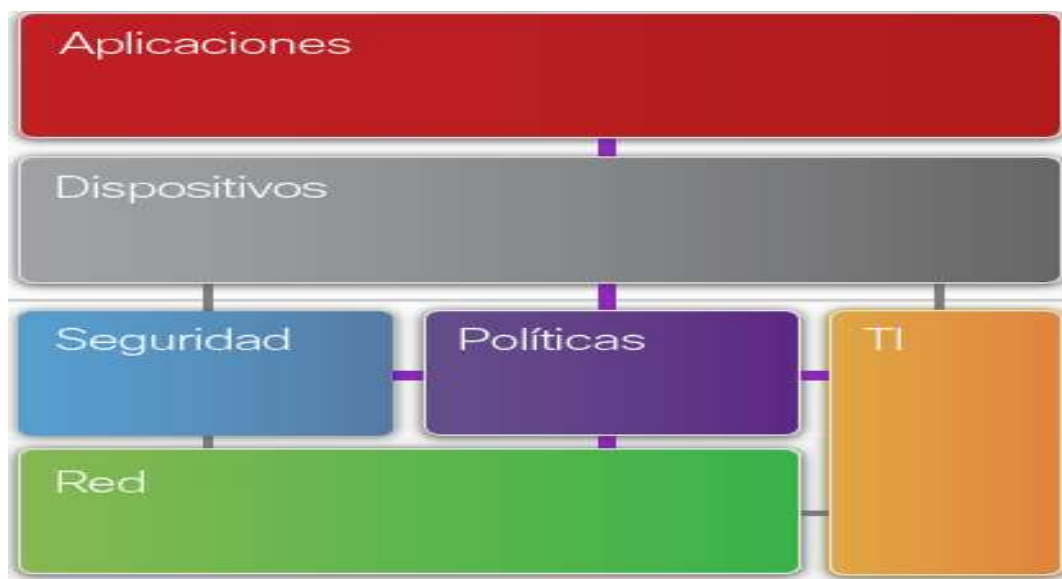 Aplicaciones
Dispositivos
Seguridad
Políticas
TI
Red